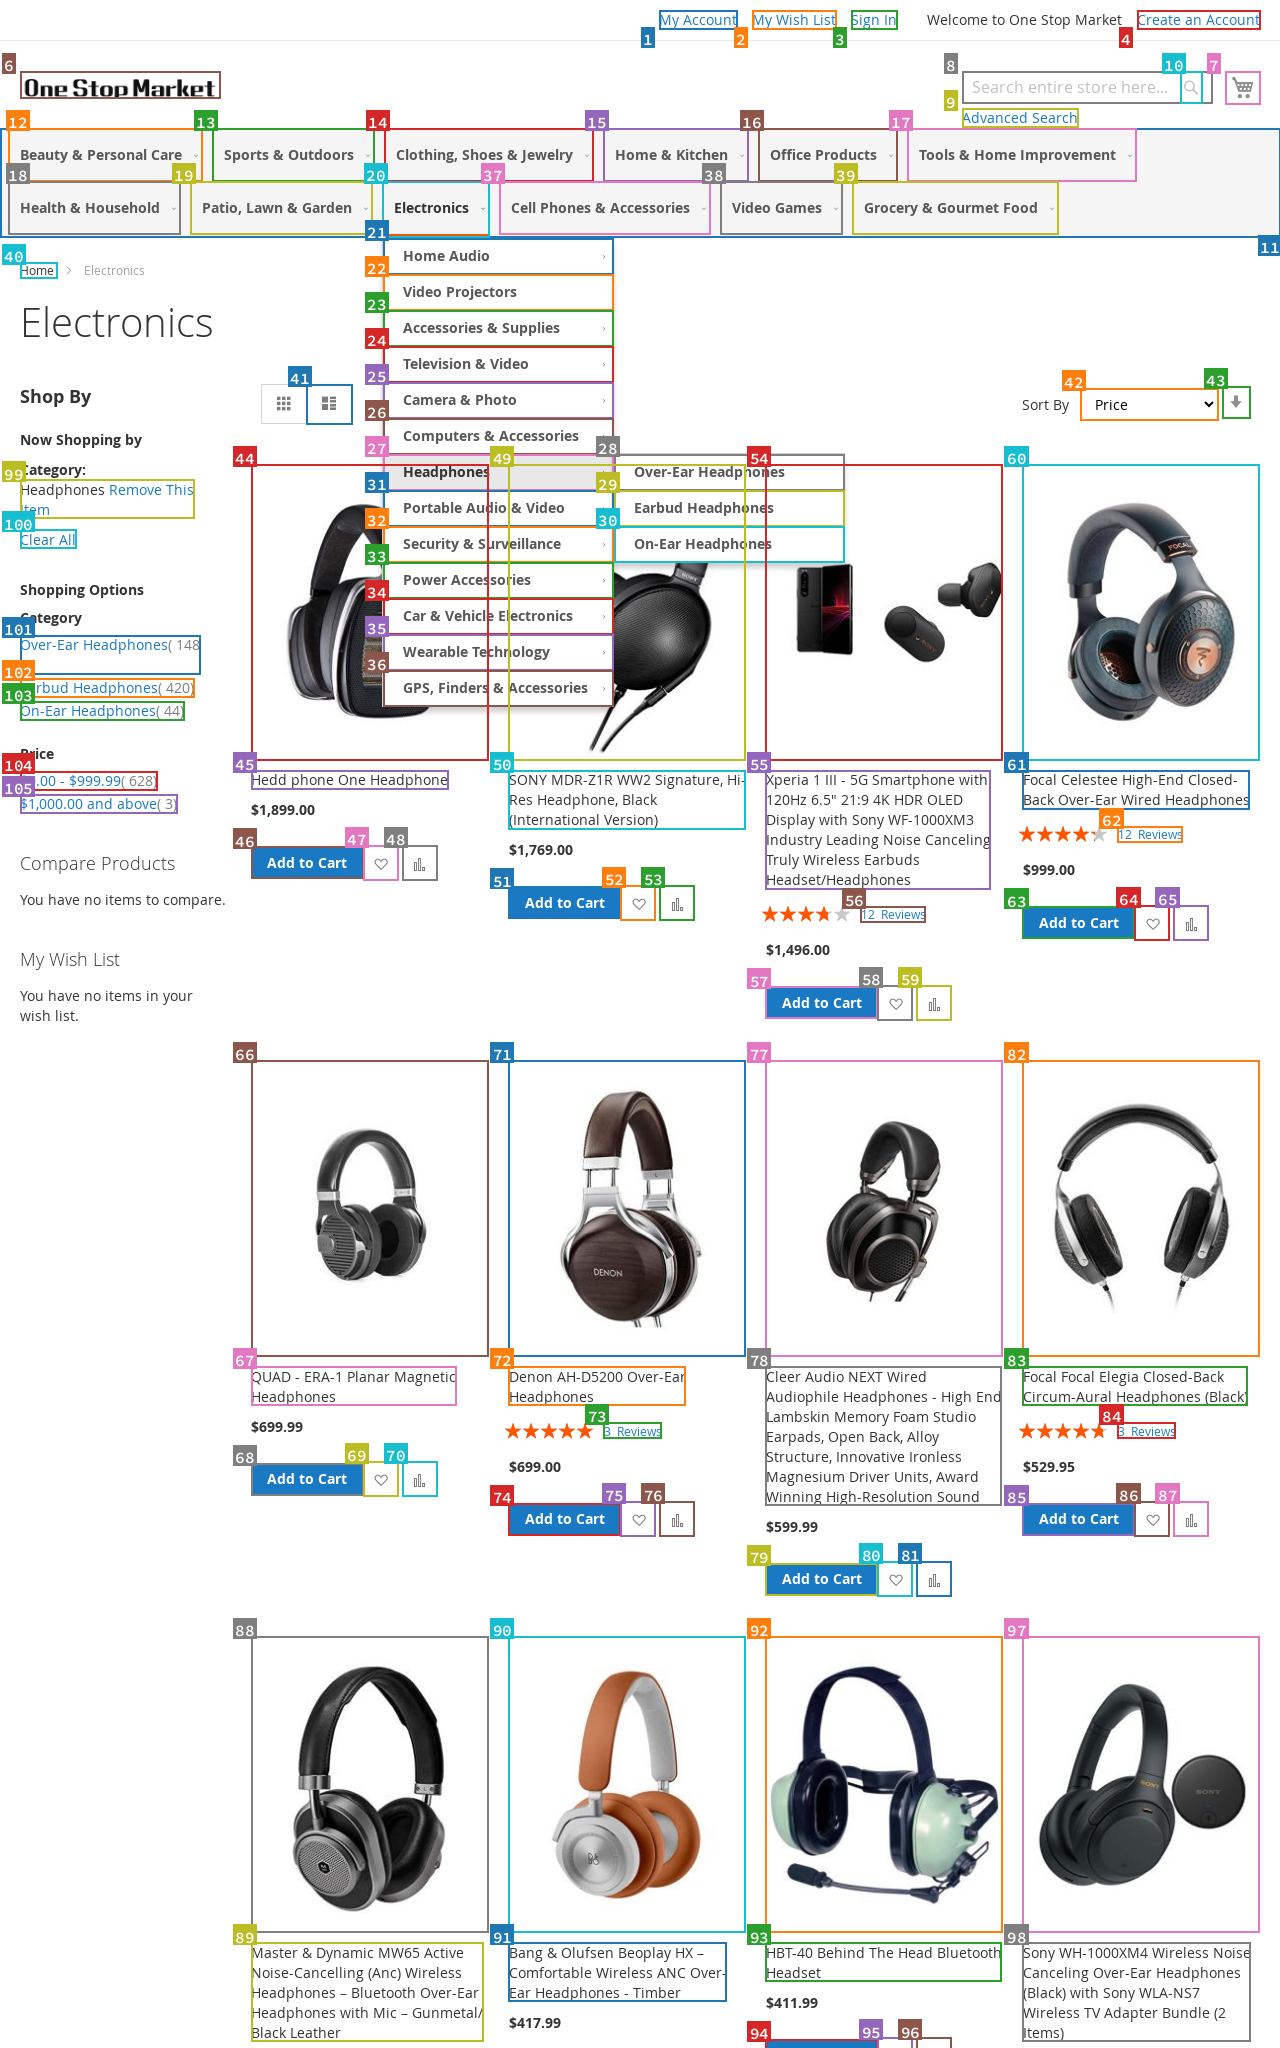 My Account
My Wish List
Sign In
Welcome to One Stop Market
Create an Account
1
2
3
4
6
One Stop Market
8
10
7
Search entire store here...
9
Advanced Search
12
13
14
15
16
17
Beauty & Personal Care
Sports & Outdoors
Clothing, Shoes & Jewelry
Home & Kitchen
Office Products
Tools & Home Improvement
18
19
20
37
38
39
Health & Household
Patio, Lawn & Garden
Electronics
Cell Phones & Accessories
Video Games
Grocery & Gourmet Food
11
21
Home Audio
22
Video Projectors
23
Accessories & Supplies
24
Television & Video
25
Camera & Photo
26
Computers & Accessories
27
Headphones
28
Over-Ear Headphones
29
Earbud Headphones
30
On-Ear Headphones
31
Portable Audio & Video
32
Security & Surveillance
33
Power Accessories
34
Car & Vehicle Electronics
35
Wearable Technology
36
GPS, Finders & Accessories
40
Home
Electronics
Electronics
Shop By
41
Sort By
42
Price
43
Now Shopping by
Category:
99
Headphones Remove This
Item
100
Clear All
Shopping Options
Category
101
Over-Ear Headphones( 148
102
Earbud Headphones( 420)
103
On-Ear Headphones( 44)
Price
104
.00 - $999.99( 628)
105
$1,000.00 and above( 3)
Compare Products
You have no items to compare.
My Wish List
You have no items in your
wish list.
44
45
Hedd phone One Headphone
$1,899.00
46
47
48
Add to Cart
49
SONY
50
SONY MDR-Z1R WW2 Signature, Hi-
Res Headphone, Black
(International Version)
$1,769.00
51
52
53
Add to Cart
54
55
Xperia 1 III - 5G Smartphone with
120Hz 6.5" 21:9 4K HDR OLED
Display with Sony WF-1000XM3
Industry Leading Noise Canceling
Truly Wireless Earbuds
Headset/Headphones
56
12 Reviews
$1,496.00
57
58
59
Add to Cart
60
FOCAL
61
Focal Celestee High-End Closed-
Back Over-Ear Wired Headphones
62
12 Reviews
$999.00
63
64
65
Add to Cart
66
67
QUAD - ERA-1 Planar Magnetic
Headphones
$699.99
68
69
70
Add to Cart
71
DENON
72
Denon AH-D5200 Over-Ear
Headphones
73
3 Reviews
$699.00
74
75
76
Add to Cart
77
78
Cleer Audio NEXT Wired
Audiophile Headphones - High End
Lambskin Memory Foam Studio
Earpads, Open Back, Alloy
Structure, Innovative Ironless
Magnesium Driver Units, Award
Winning High-Resolution Sound
$599.99
79
80
81
Add to Cart
82
83
Focal Focal Elegia Closed-Back
Circum-Aural Headphones (Black)
84
3 Reviews
$529.95
85
86
87
Add to Cart
88
89
Master & Dynamic MW65 Active
Noise-Cancelling (Anc) Wireless
Headphones – Bluetooth Over-Ear
Headphones with Mic – Gunmetal/
Black Leather
90
91
Bang & Olufsen Beoplay HX –
Comfortable Wireless ANC Over-
Ear Headphones - Timber
$417.99
92
93
HBT-40 Behind The Head Bluetooth
Headset
$411.99
94
95
96
97
SONY
SONY
98
Sony WH-1000XM4 Wireless Noise
Canceling Over-Ear Headphones
(Black) with Sony WLA-NS7
Wireless TV Adapter Bundle (2
Items)